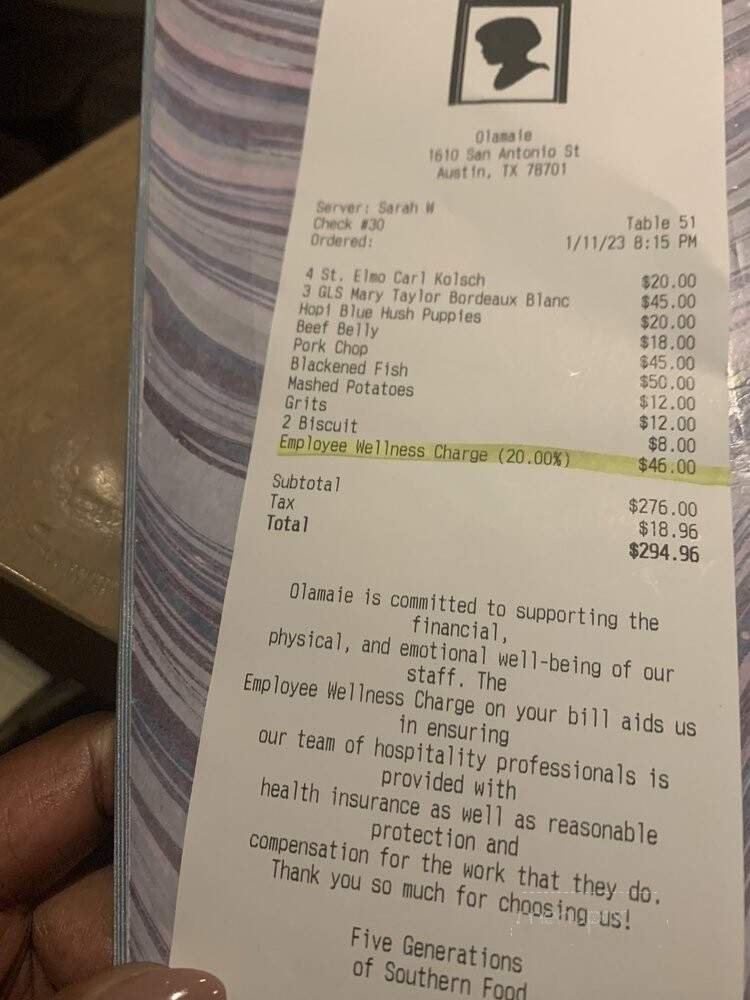 Olamaie
1610 San Antonio St
Austin, TX 78701
Server: Sarah W
Check #30 Table 51
Ordered: 1/11/23 8:15 PM
4 St. Elmo Carl Kolsch $20.00
3 GLS Mary Taylor Bordeaux Blanc $45.00
Hopi Blue Hush Puppies $20.00
Beef Belly $18.00
Pork Chop $45.00
Blackened Fish $50.00
Mashed Potatoes $12.00
Grits $12.00
2 Biscuit $8.00
Employee Wellness Charge (20.00%) $46.00
Subtotal $276.00
Tax $18.96
Total $294.96
Olamaie is committed to supporting the
financial,
physical, and emotional well-being of our
staff. The
Employee Wellness Charge on your bill aids us
in ensuring
our team of hospitality professionals is
provided with
health insurance as well as reasonable
protection and
compensation for the work that they do.
Thank you so much for choosing us!
Five Generations
of Southern Food